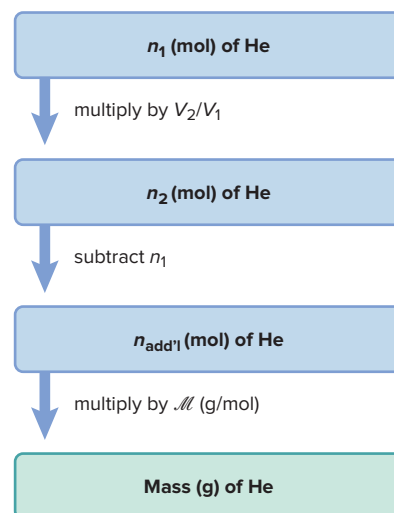 n₁ (mol) of He
multiply by V₂/V₁
n₂ (mol) of He
subtract n₁
nadd'l (mol) of He
multiply by ℳ (g/mol)
Mass (g) of He